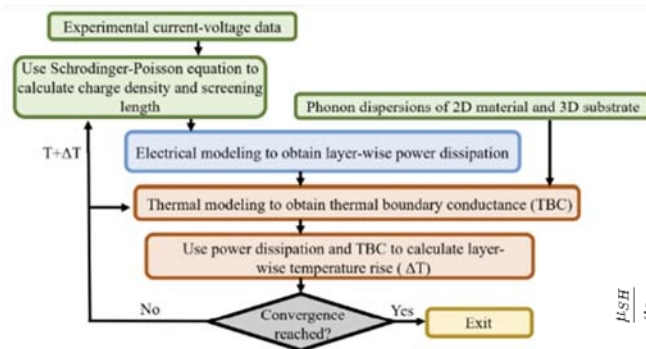 Experimental current-voltage data
Use Schrodinger-Poisson equation to
calculate charge density and screening
length
Phonon dispersions of 2D material and 3D substrate
T+ΔT
Electrical modeling to obtain layer-wise power dissipation
Thermal modeling to obtain thermal boundary conductance (TBC)
Use power dissipation and TBC to calculate layer-
wise temperature rise ( ΔT)
No
Convergence
reached?
Yes
Exit
μSH